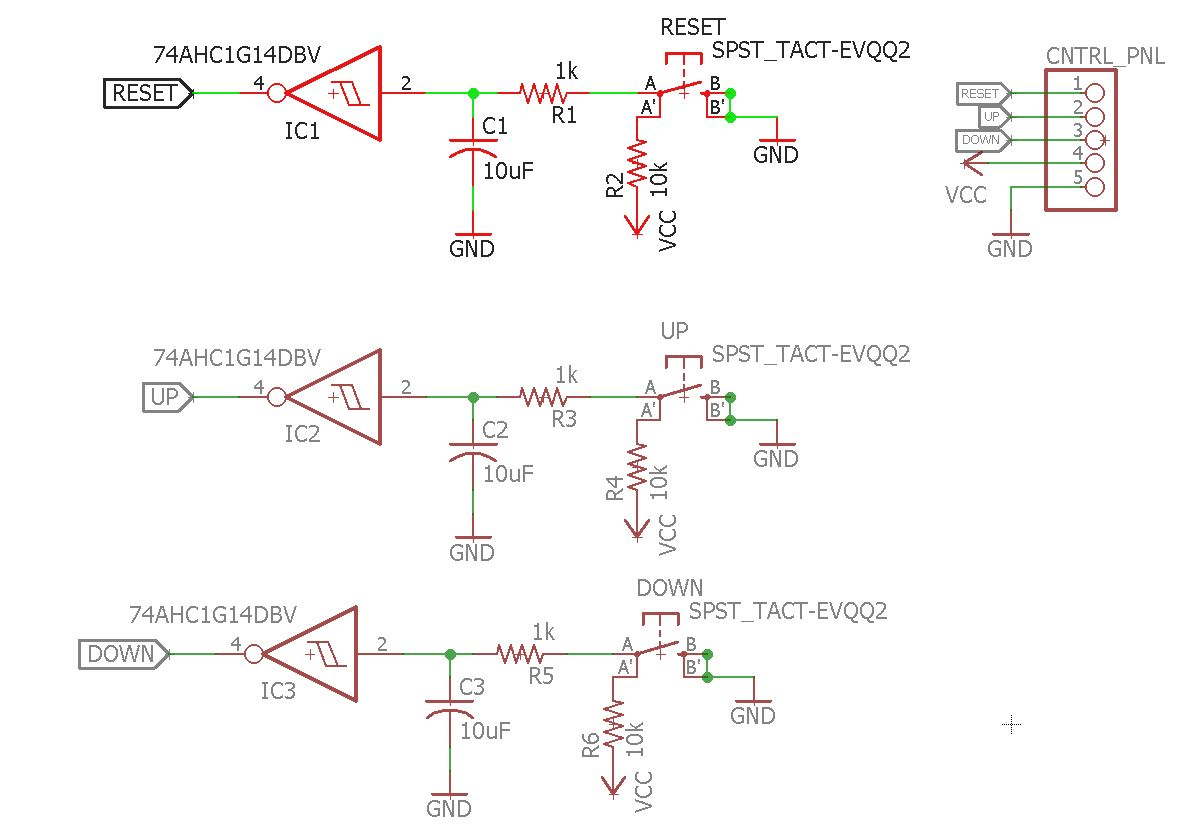 RESET
74AHC1G14DBV
SPST_TACT-EVQQ2
RESET
4
2
1k
A
B
A'
B'
IC1
R1
C1
10uF
R2
10k
GND
GND
VCC
CNTRL_PNL
RESET
1
UP
2
DOWN
3
4
VCC
5
GND
UP
74AHC1G14DBV
SPST_TACT-EVQQ2
UP
4
2
1k
A
B
A'
B'
IC2
R3
C2
10uF
R4
10k
GND
GND
VCC
DOWN
74AHC1G14DBV
SPST_TACT-EVQQ2
DOWN
4
2
1k
A
B
A'
B'
IC3
R5
C3
10uF
R6
10k
GND
GND
VCC